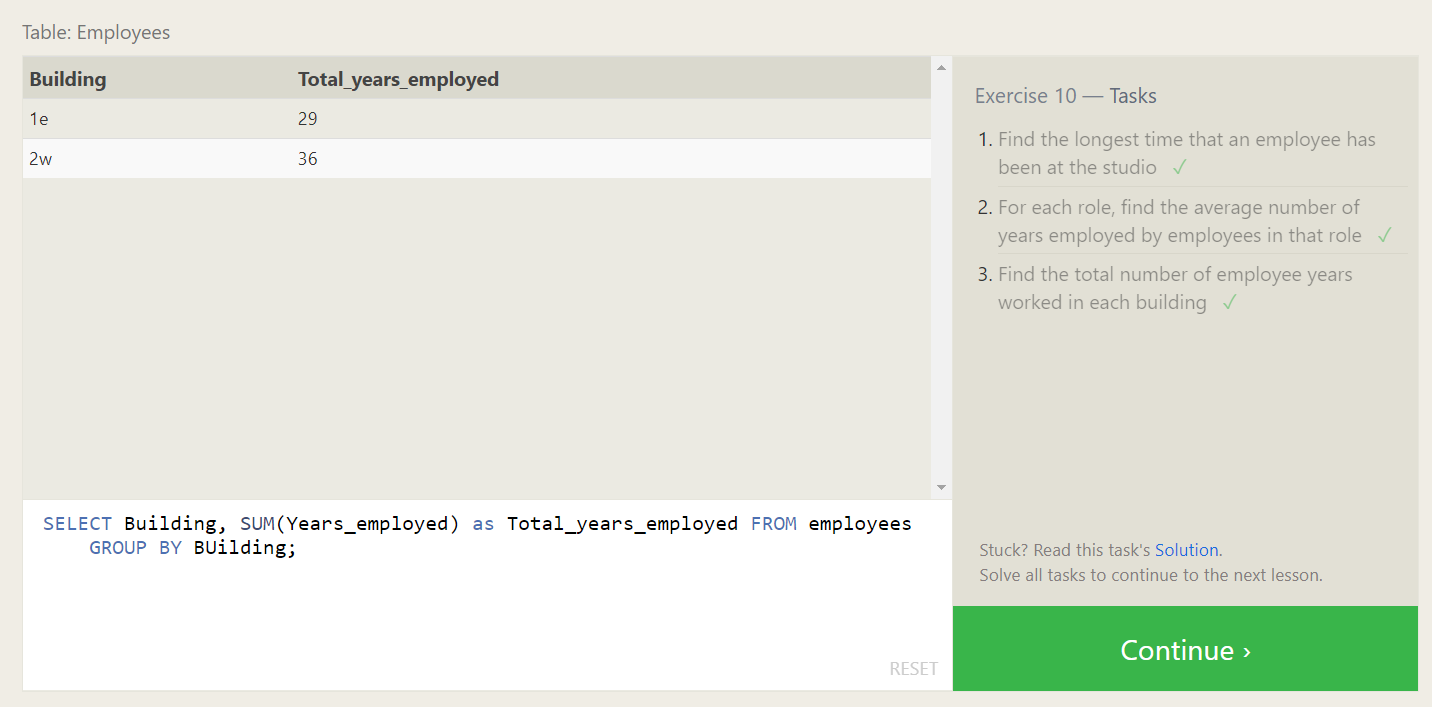 Table: Employees
Building Total_years_employed
1e 29
2w 36
SELECT Building, SUM(Years_employed) as Total_years_employed FROM employees
GROUP BY BUilding;
RESET
Exercise 10 — Tasks
1. Find the longest time that an employee has
been at the studio ✓
2. For each role, find the average number of
years employed by employees in that role ✓
3. Find the total number of employee years
worked in each building ✓
Stuck? Read this task's Solution.
Solve all tasks to continue to the next lesson.
Continue ›